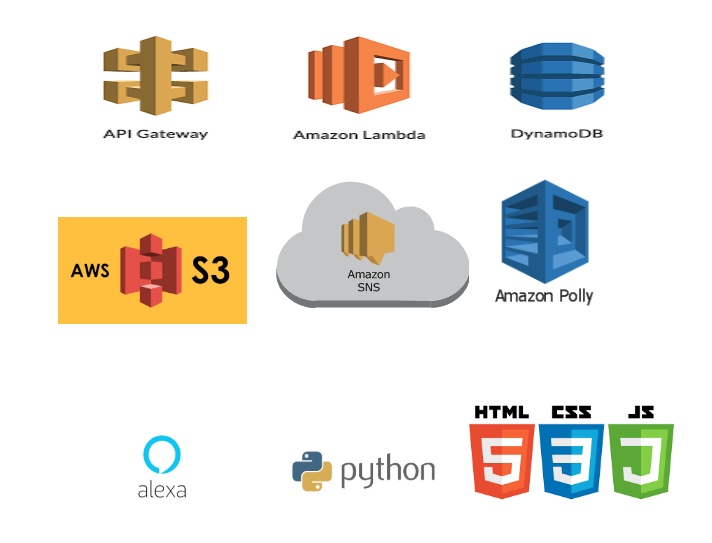 API Gateway
Amazon Lambda
DynamoDB
AWS S3
Amazon
SNS
Amazon Polly
alexa
python
HTML CSS JS
5 3